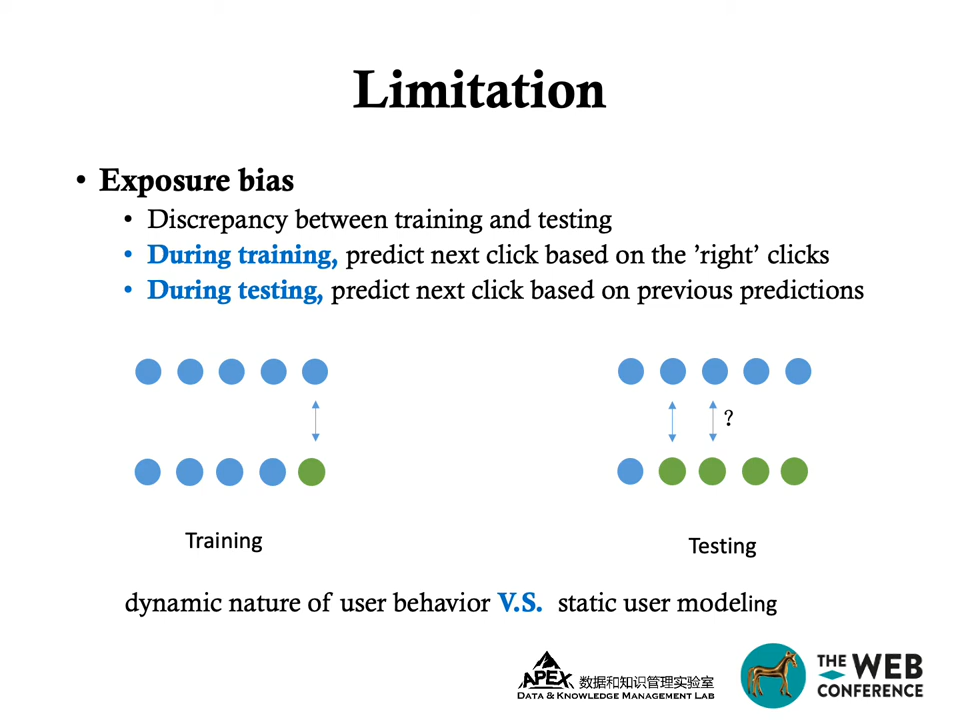 Limitation
• Exposure bias
• Discrepancy between training and testing
• During training, predict next click based on the ’right’ clicks
• During testing, predict next click based on previous predictions
?
Training
Testing
dynamic nature of user behavior V.S. static user modeling
APEX 数据和知识管理实验室
DATA & KNOWLEDGE MANAGEMENT LAB
THE WEB
CONFERENCE